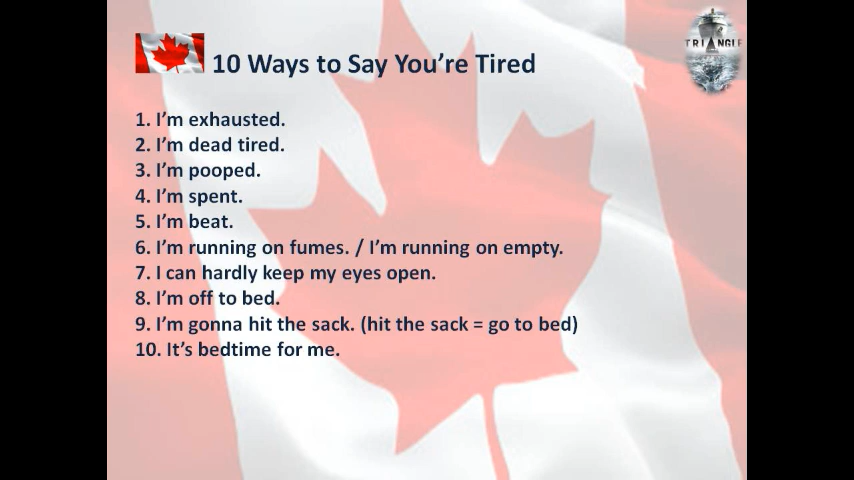 TRIANGLE
10 Ways to Say You're Tired
1. I'm exhausted.
2. I'm dead tired.
3. I'm pooped.
4. I'm spent.
5. I'm beat.
6. I'm running on fumes. / I'm running on empty.
7. I can hardly keep my eyes open.
8. I'm off to bed.
9. I'm gonna hit the sack. (hit the sack = go to bed)
10. It's bedtime for me.